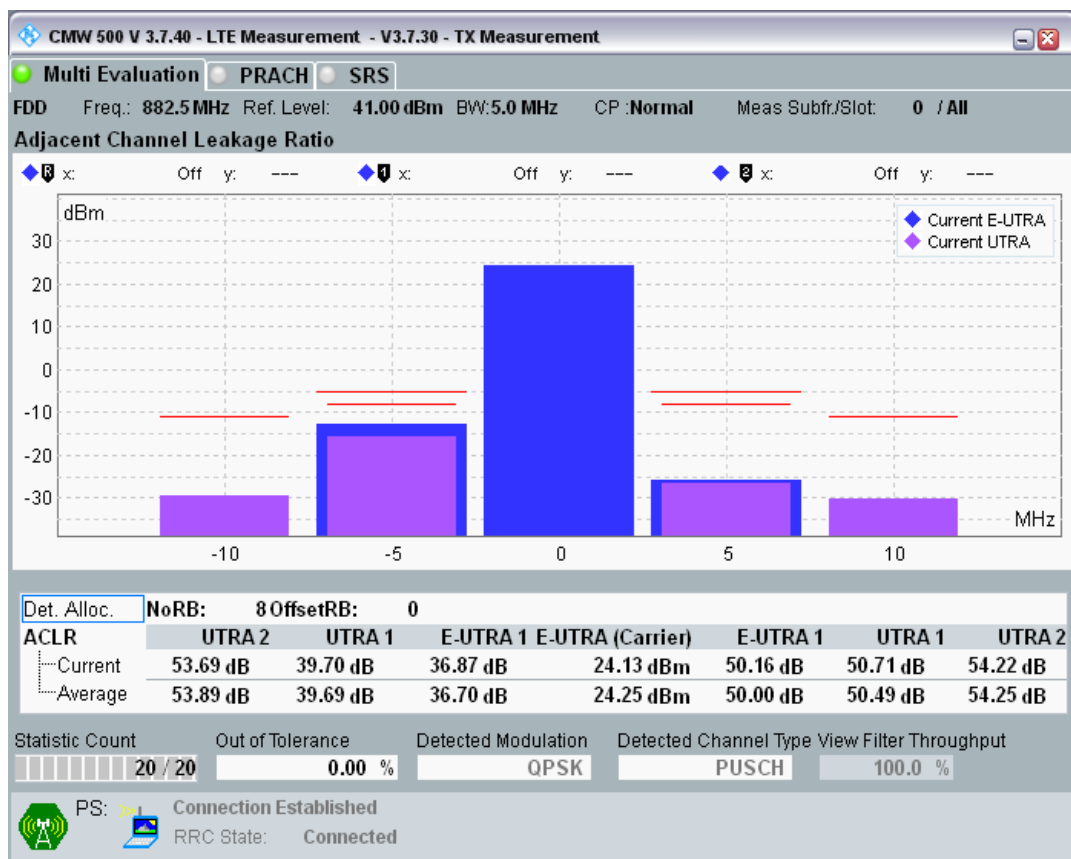 CMW 500 V 3.7.40 - LTE Measurement - V3.7.30 - TX Measurement
Multi Evaluation PRACH SRS
FDD Freq.: 882.5 MHz Ref. Level: 41.00 dBm BW:5.0 MHz CP :Normal Meas Subfr./Slot: 0 / All
Adjacent Channel Leakage Ratio
R x: Off y: --- 1 x: Off y: --- 2 x: Off y: ---
dBm
Current E-UTRA
Current UTRA
30
20
10
0
-10
-20
-30
MHz
-10 -5 0 5 10
Det. Alloc. NoRB: 8 OffsetRB: 0
ACLR UTRA 2 UTRA 1 E-UTRA 1 E-UTRA (Carrier) E-UTRA 1 UTRA 1 UTRA 2
Current 53.69 dB 39.70 dB 36.87 dB 24.13 dBm 50.16 dB 50.71 dB 54.22 dB
Average 53.89 dB 39.69 dB 36.70 dB 24.25 dBm 50.00 dB 50.49 dB 54.25 dB
Statistic Count Out of Tolerance Detected Modulation Detected Channel Type View Filter Throughput
20 / 20 0.00 % QPSK PUSCH 100.0 %
PS: Connection Established
RRC State: Connected